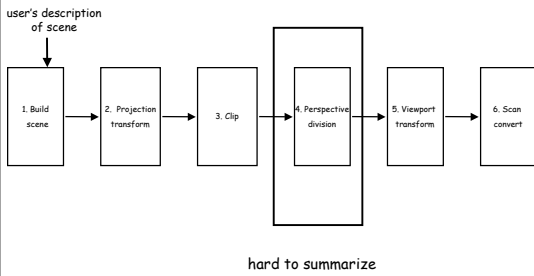 user's description
of scene
1. Build
scene
2. Projection
transform
3. Clip
4. Perspective
division
5. Viewport
transform
6. Scan
convert
hard to summarize